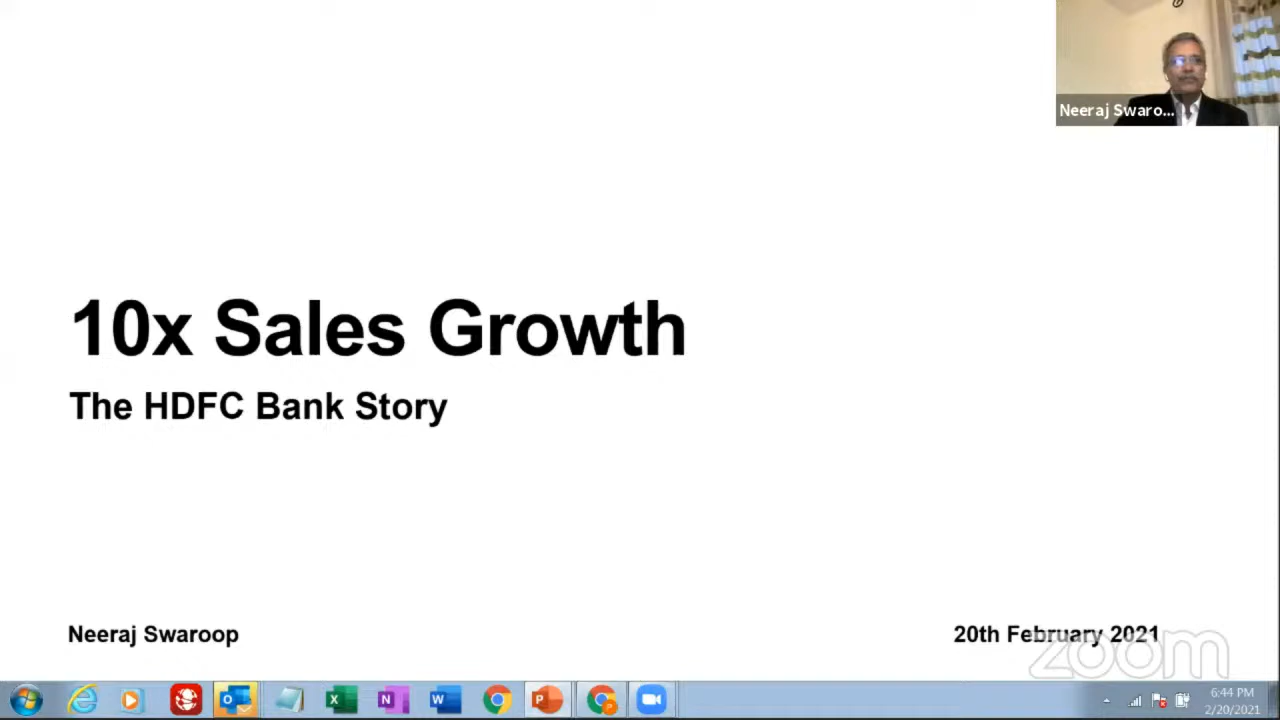 Neeraj Swaro...
10x Sales Growth
The HDFC Bank Story
Neeraj Swaroop
20th February 2021
zoom
6:44 PM
2/20/2021